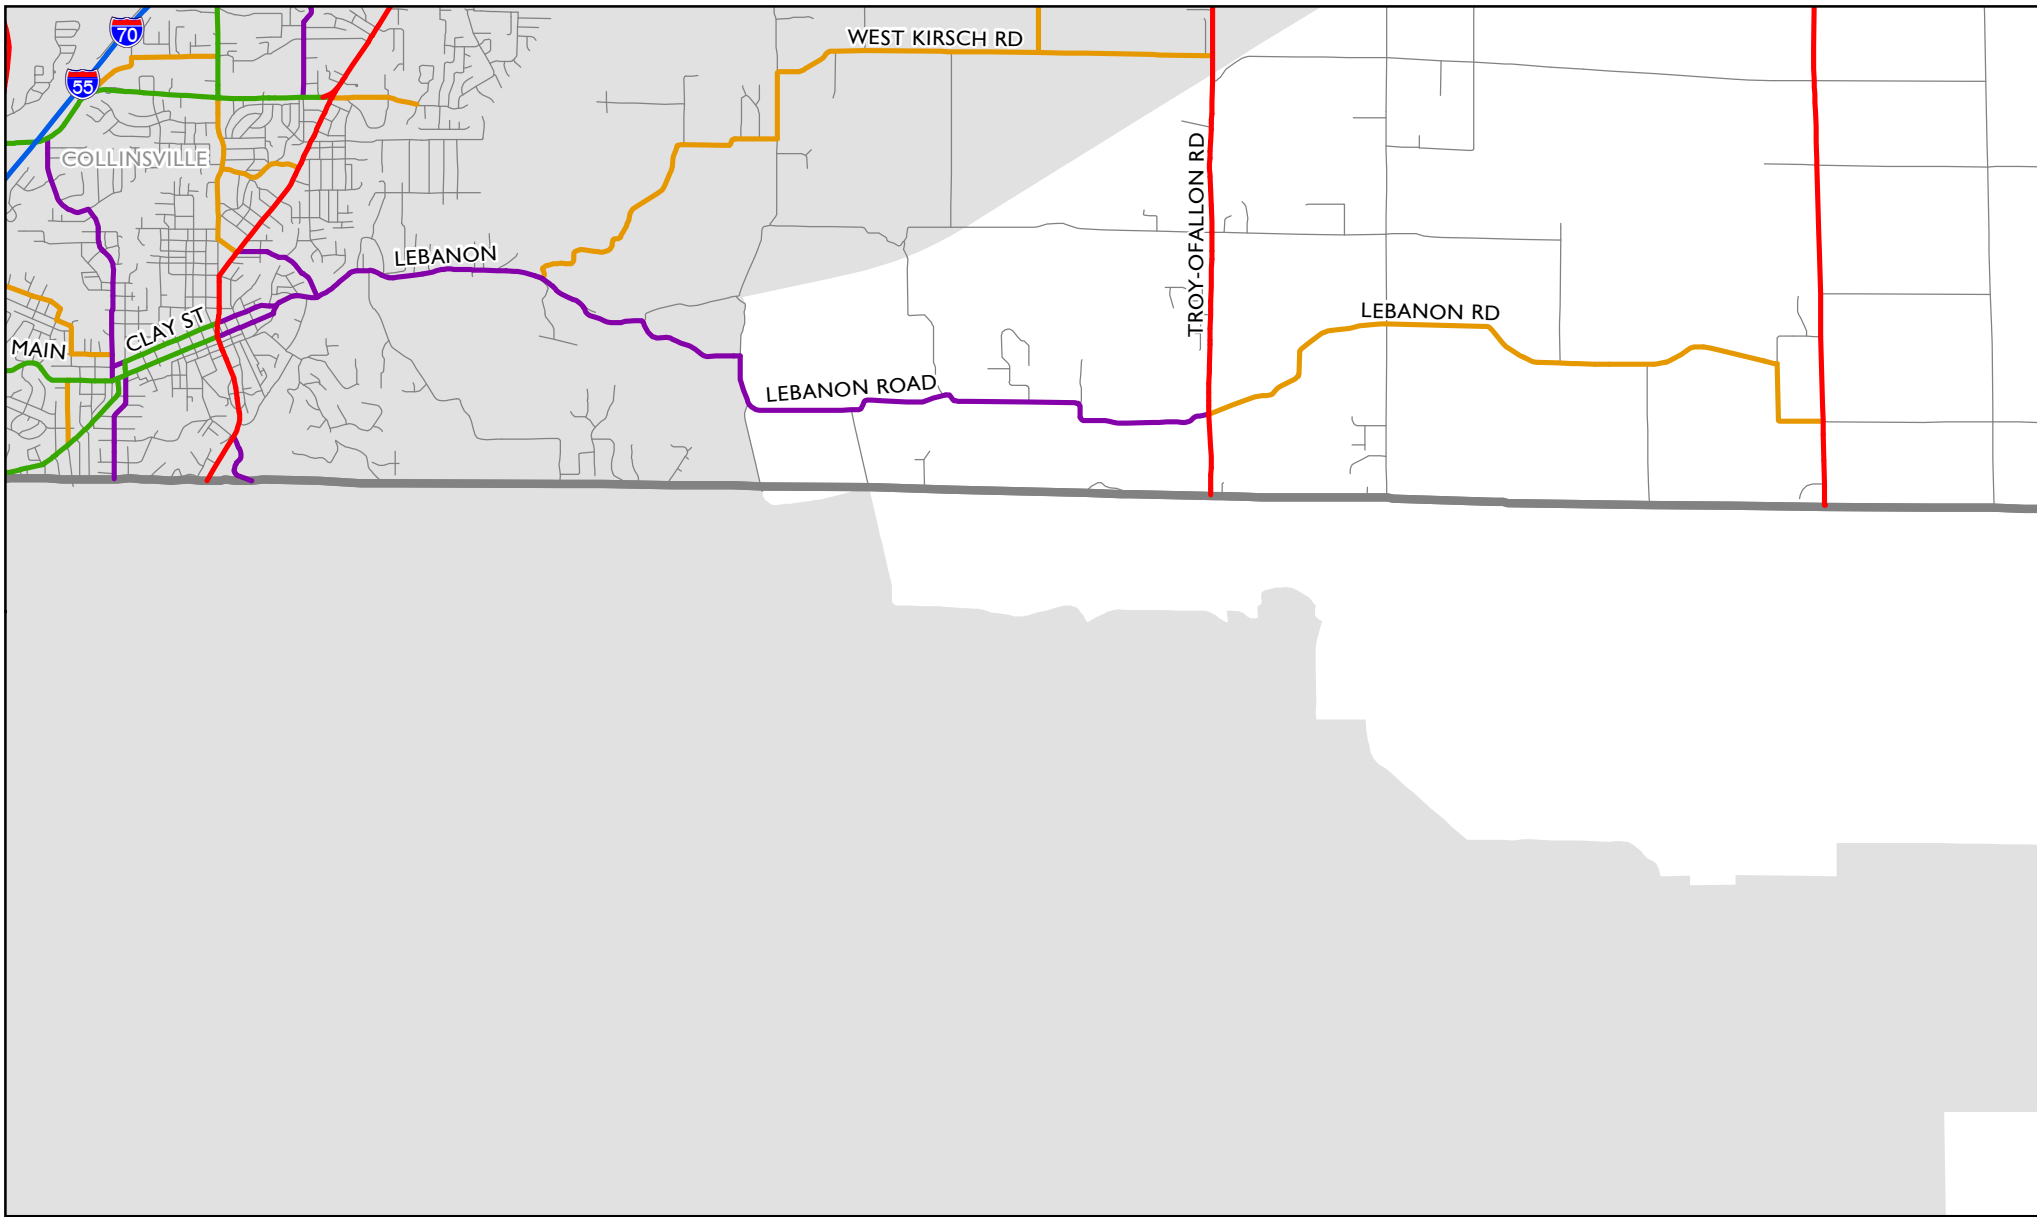 70
WEST KIRSCH RD
55
COLLINSVILLE
TROY-OFALLON RD
LEBANON
LEBANON RD
CLAY ST
MAIN
LEBANON ROAD